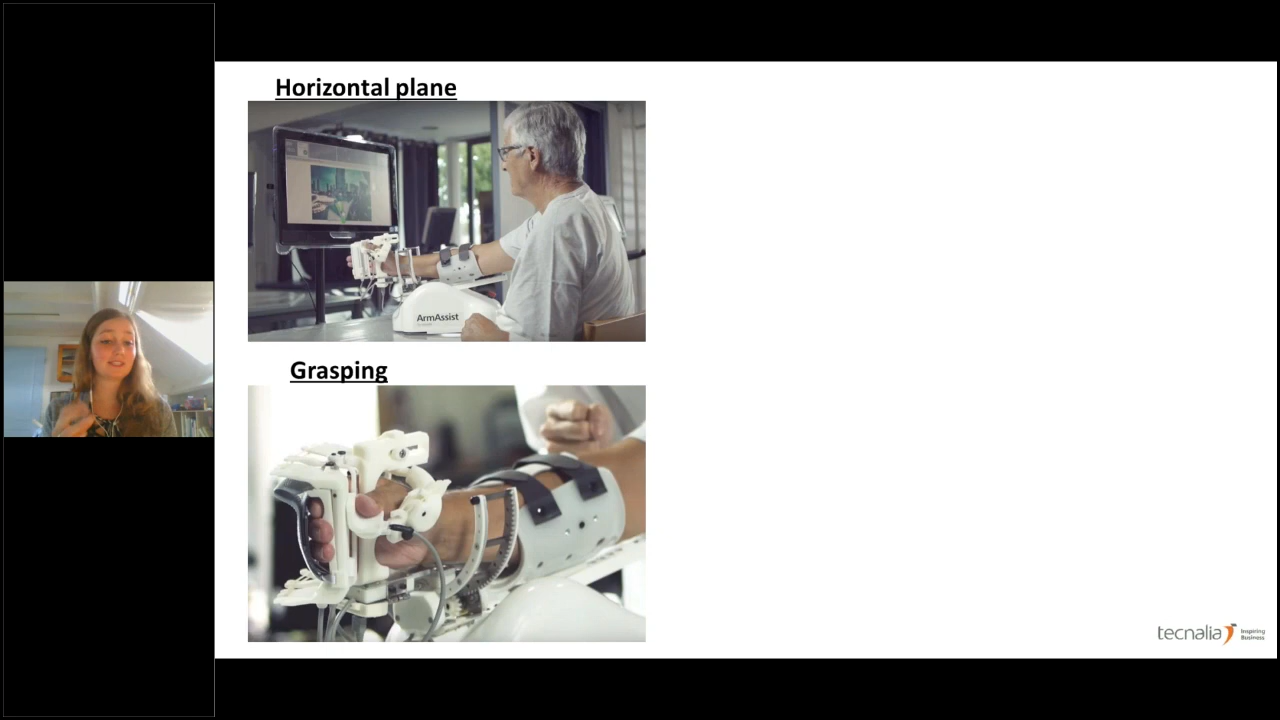 Horizontal plane
ArmAssist
Grasping
tecnalia Inspiring
Business